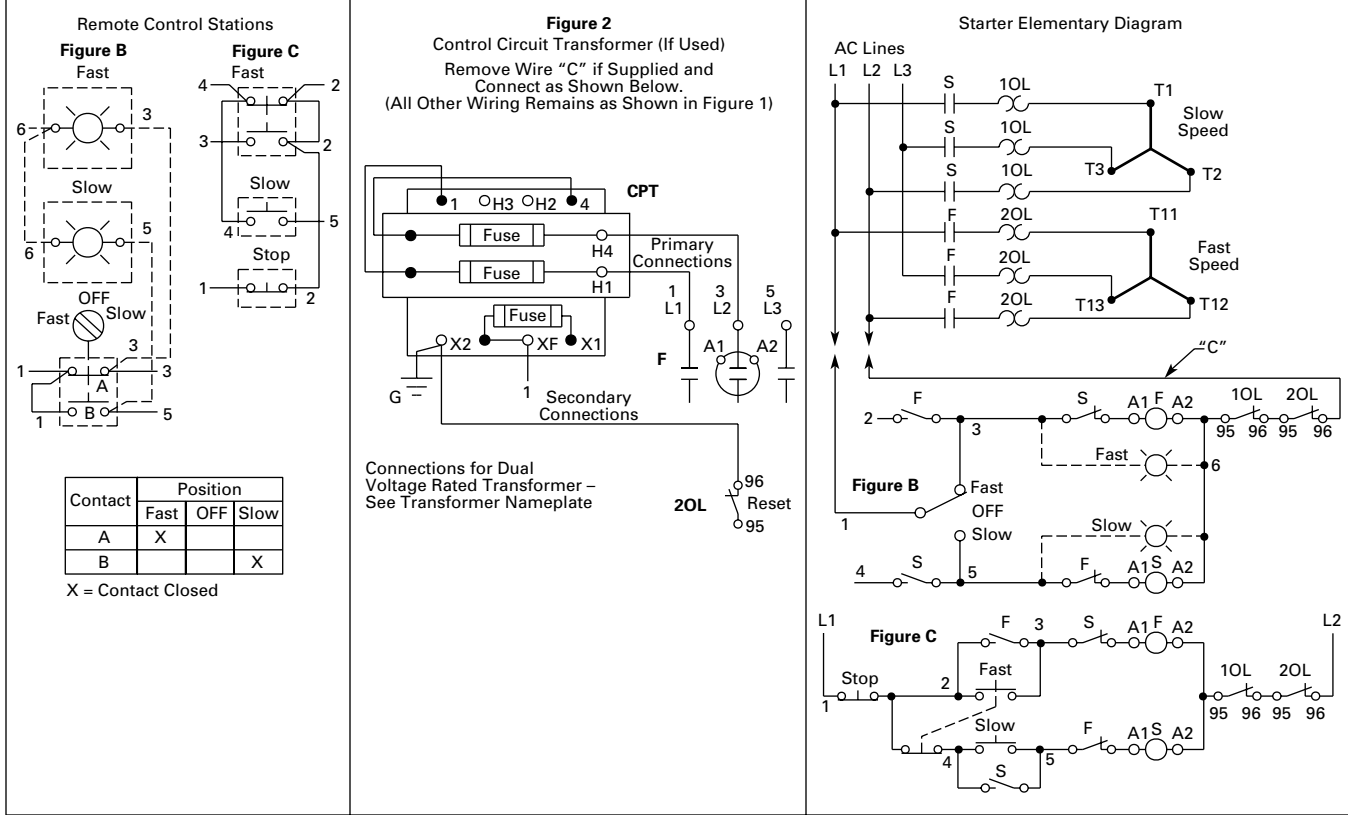 Remote Control Stations
Figure B
Figure C
Fast
Fast
4
2
3
6
3
2
Slow
Slow
5
6
4
5
Stop
OFF
Fast
Slow
1
2
3
1
A
3
1
B
5
Contact
Position
Fast
OFF
Slow
A
X
B
X
X = Contact Closed
Figure 2
Control Circuit Transformer (If Used)
Remove Wire “C” if Supplied and
Connect as Shown Below.
(All Other Wiring Remains as Shown in Figure 1)
CPT
1
H3
H2
4
Fuse
H4
Primary
Connections
Fuse
H1
1
3
5
L1
L2
L3
Fuse
X2
XF
X1
F
A1
A2
G
1
Secondary
Connections
Connections for Dual
Voltage Rated Transformer –
See Transformer Nameplate
96
2OL
Reset
95
Starter Elementary Diagram
AC Lines
L1
L2
L3
S
1OL
T1
Slow
Speed
S
1OL
T3
T2
S
1OL
F
2OL
T11
F
2OL
Fast
Speed
F
2OL
T13
T12
“C”
F
S
A1
F
A2
1OL
2OL
2
3
95
96
95
96
Fast
6
Figure B
Fast
OFF
1
Slow
Slow
4
S
5
F
A1
S
A2
L1
Figure C
F
3
S
A1
F
A2
L2
Stop
2
Fast
1OL
2OL
1
95
96
95
96
Slow
F
A1
S
A2
4
5
S